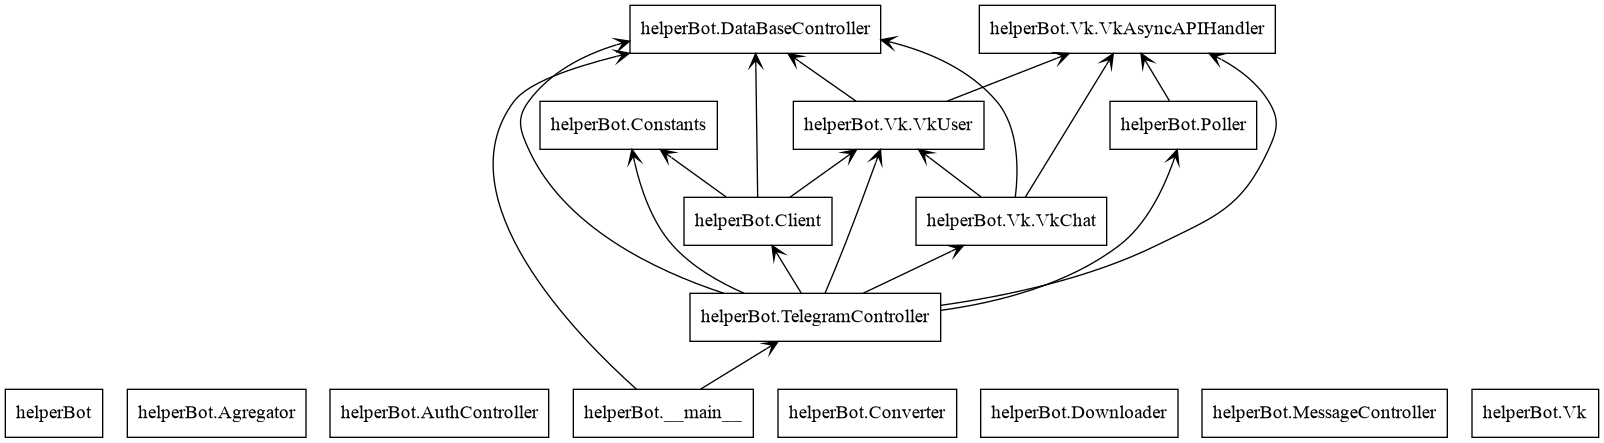 helperBot.DataBaseController
helperBot.Vk.VkAsyncAPIHandler
helperBot.Constants
helperBot.Vk.VkUser
helperBot.Poller
helperBot.Client
helperBot.Vk.VkChat
helperBot.TelegramController
helperBot
helperBot.Agregator
helperBot.AuthController
helperBot.__main__
helperBot.Converter
helperBot.Downloader
helperBot.MessageController
helperBot.Vk